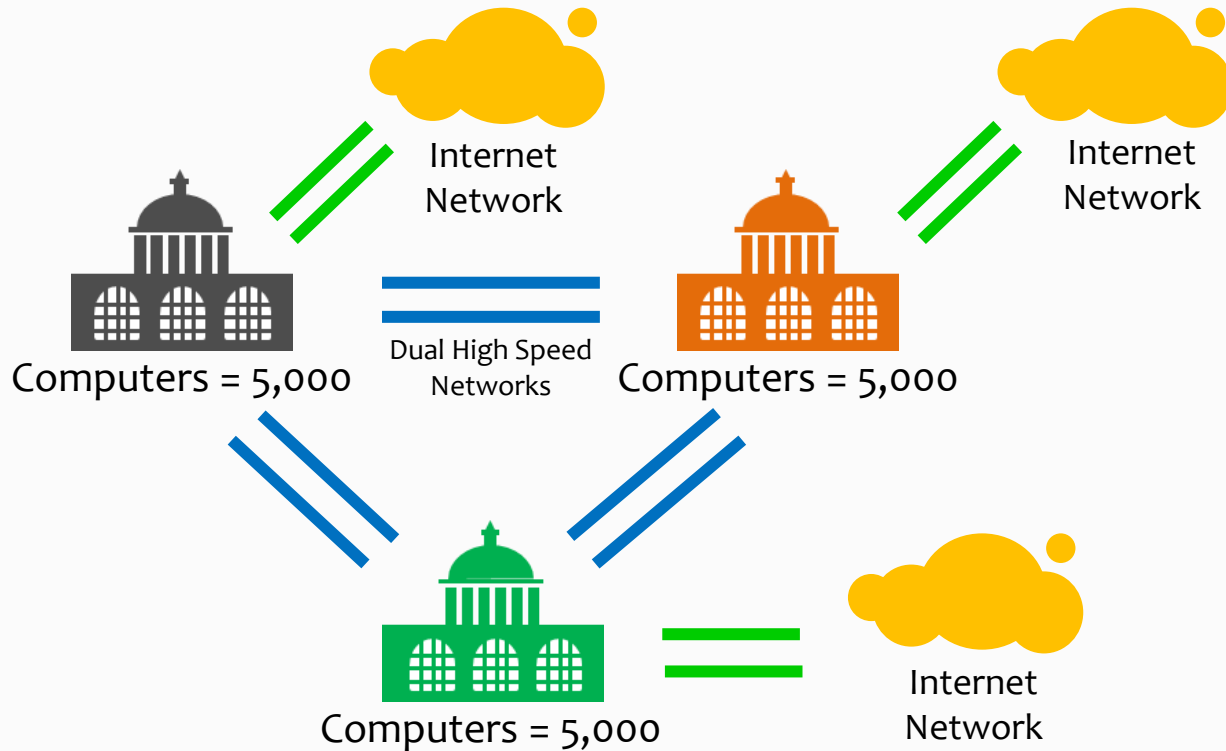 Internet
Network
Internet
Network
Dual High Speed
Networks
Computers = 5,000
Computers = 5,000
Internet
Network
Computers = 5,000